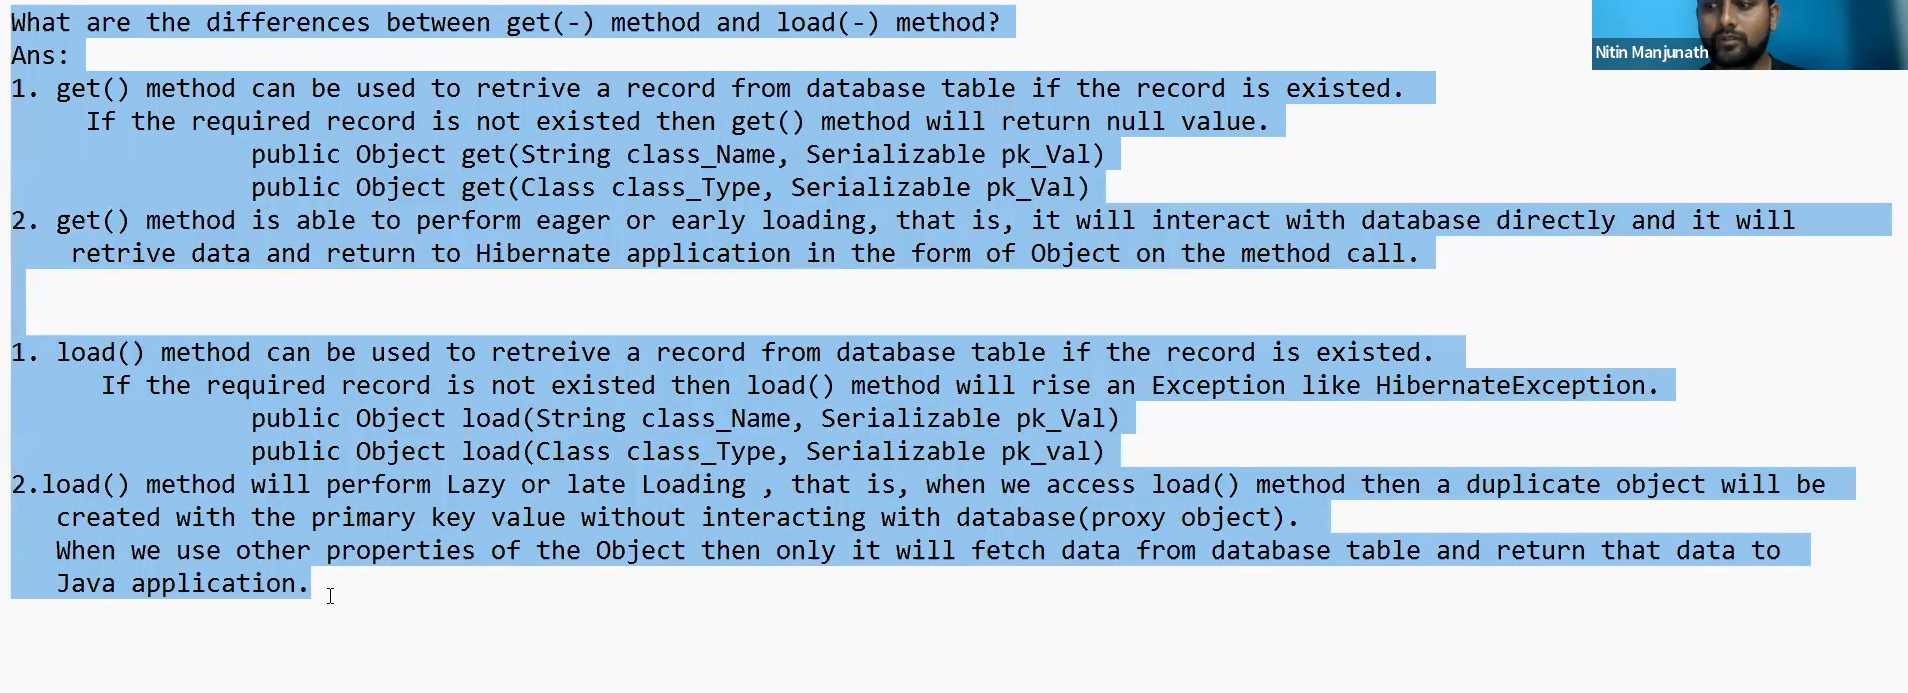 What are the differences between get(-) method and load(-) method?
Nitin Manjunath
Ans:
1. get() method can be used to retrive a record from database table if the record is existed.
If the required record is not existed then get() method will return null value.
public Object get(String class_Name, Serializable pk_Val)
public Object get(Class class_Type, Serializable pk_Val)
2. get() method is able to perform eager or early loading, that is, it will interact with database directly and it will
retrive data and return to Hibernate application in the form of Object on the method call.
1. load() method can be used to retreive a record from database table if the record is existed.
If the required record is not existed then load() method will rise an Exception like HibernateException.
public Object load(String class_Name, Serializable pk_Val)
public Object load(Class class_Type, Serializable pk_val)
2.load() method will perform Lazy or late Loading , that is, when we access load() method then a duplicate object will be
created with the primary key value without interacting with database(proxy object).
When we use other properties of the Object then only it will fetch data from database table and return that data to
Java application.